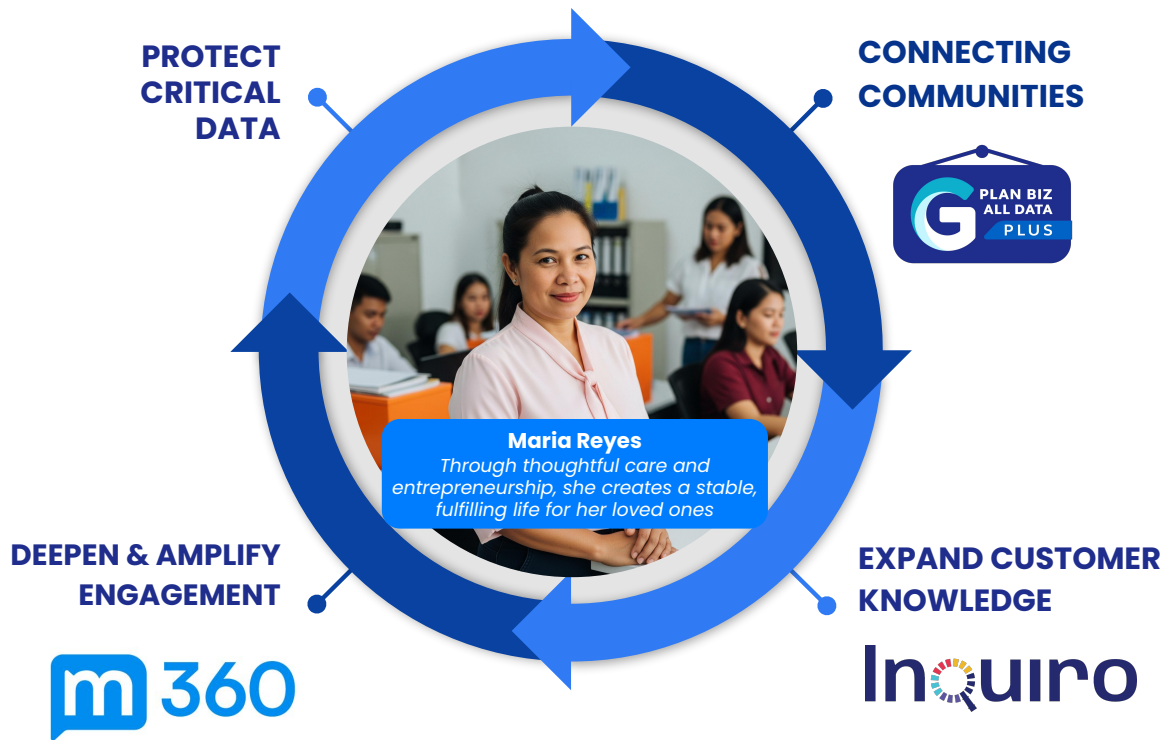 PROTECT
CRITICAL
DATA
CONNECTING
COMMUNITIES
G
PLAN BIZ
ALL DATA
PLUS
Maria Reyes
Through thoughtful care and
entrepreneurship, she creates a stable,
fulfilling life for her loved ones
DEEPEN & AMPLIFY
ENGAGEMENT
m360
EXPAND CUSTOMER
KNOWLEDGE
Inquiro